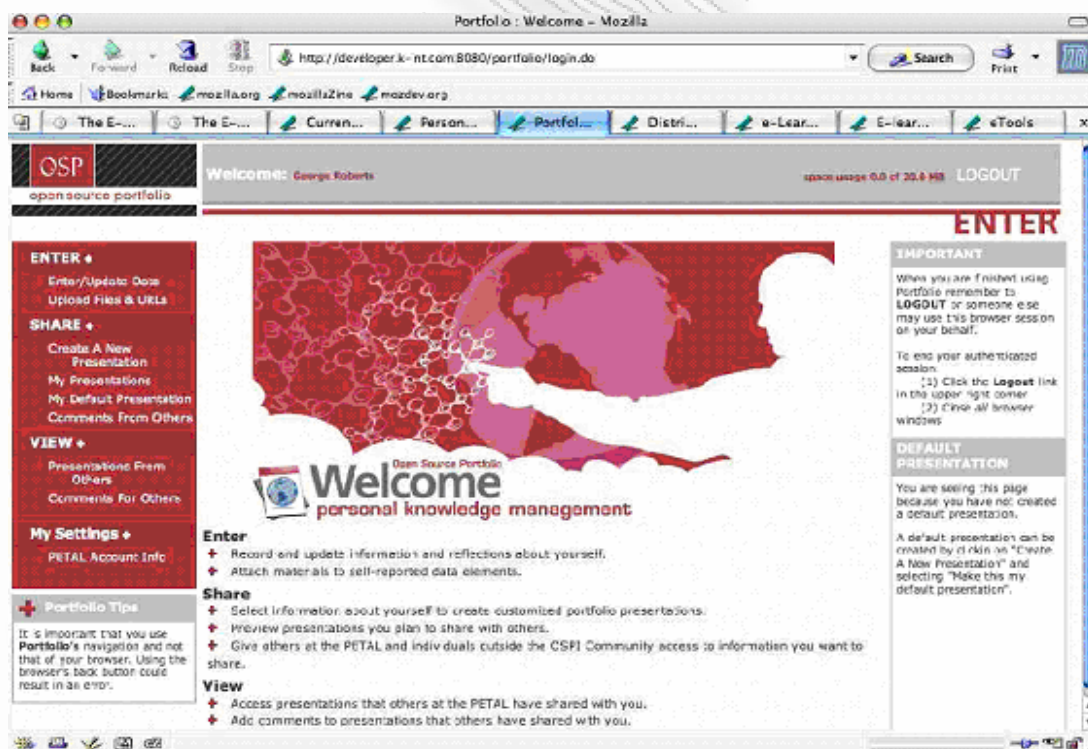 Portfolio : Welcome – Mozilla
Back
Forward
Reload
Stop
http://developer.k-int.com:8080/portfolio/login.do
Search
Print
Home
Bookmarks
mozilla.org
mozillaZine
mozdev.org
The E-...
The E-...
Curren...
Person...
Portfol...
Distri...
e-Lear...
E-lear...
eTools
OSP
open source portfolio
Welcome: George Roberts
space usage 0.0 of 20.0 MB
LOGOUT
ENTER
ENTER
Enter/Update Data
Upload Files & URLs
SHARE
Create A New
Presentation
My Presentations
My Default Presentation
Comments From Others
VIEW
Presentations From
Others
Comments For Others
My Settings
PETAL Account Info
Portfolio Tips
It is important that you use
Portfolio's navigation and not
that of your browser. Using the
browser's back button could
result in an error.
Open Source Portfolio
Welcome
personal knowledge management
Enter
Record and update information and reflections about yourself.
Attach materials to self-reported data elements.
Share
Select information about yourself to create customized portfolio presentations.
Preview presentations you plan to share with others.
Give others at the PETAL and individuals outside the OSPI Community access to information you want to
share.
View
Access presentations that others at the PETAL have shared with you.
Add comments to presentations that others have shared with you.
IMPORTANT
When you are finished using
Portfolio remember to
LOGOUT or someone else
may use this browser session
on your behalf.
To end your authenticated
session:
(1) Click the Logout link
in the upper right corner
(2) Close all browser
windows
DEFAULT
PRESENTATION
You are seeing this page
because you have not created
a default presentation.
A default presentation can be
created by clickin on "Create
A New Presentation" and
selecting "Make this my
default presentation".